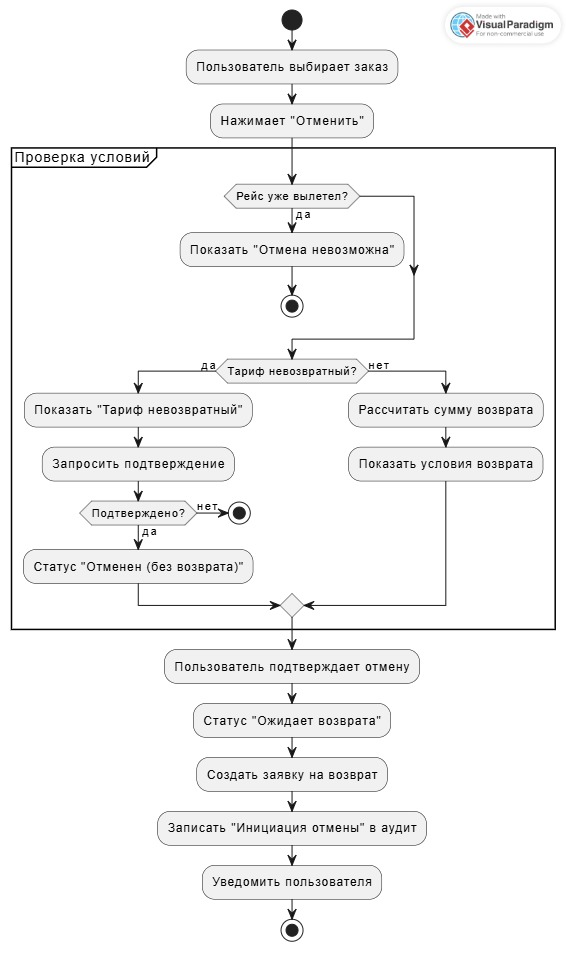 Made with
VisualParadigm
For non-commercial use
Пользователь выбирает заказ
Нажимает "Отменить"
Проверка условий
Рейс уже вылетел?
да
Показать "Отмена невозможна"
да
Тариф невозвратный?
нет
Показать "Тариф невозвратный"
Рассчитать сумму возврата
Запросить подтверждение
Показать условия возврата
Подтверждено?
нет
да
Статус "Отменен (без возврата)"
Пользователь подтверждает отмену
Статус "Ожидает возврата"
Создать заявку на возврат
Записать "Инициация отмены" в аудит
Уведомить пользователя